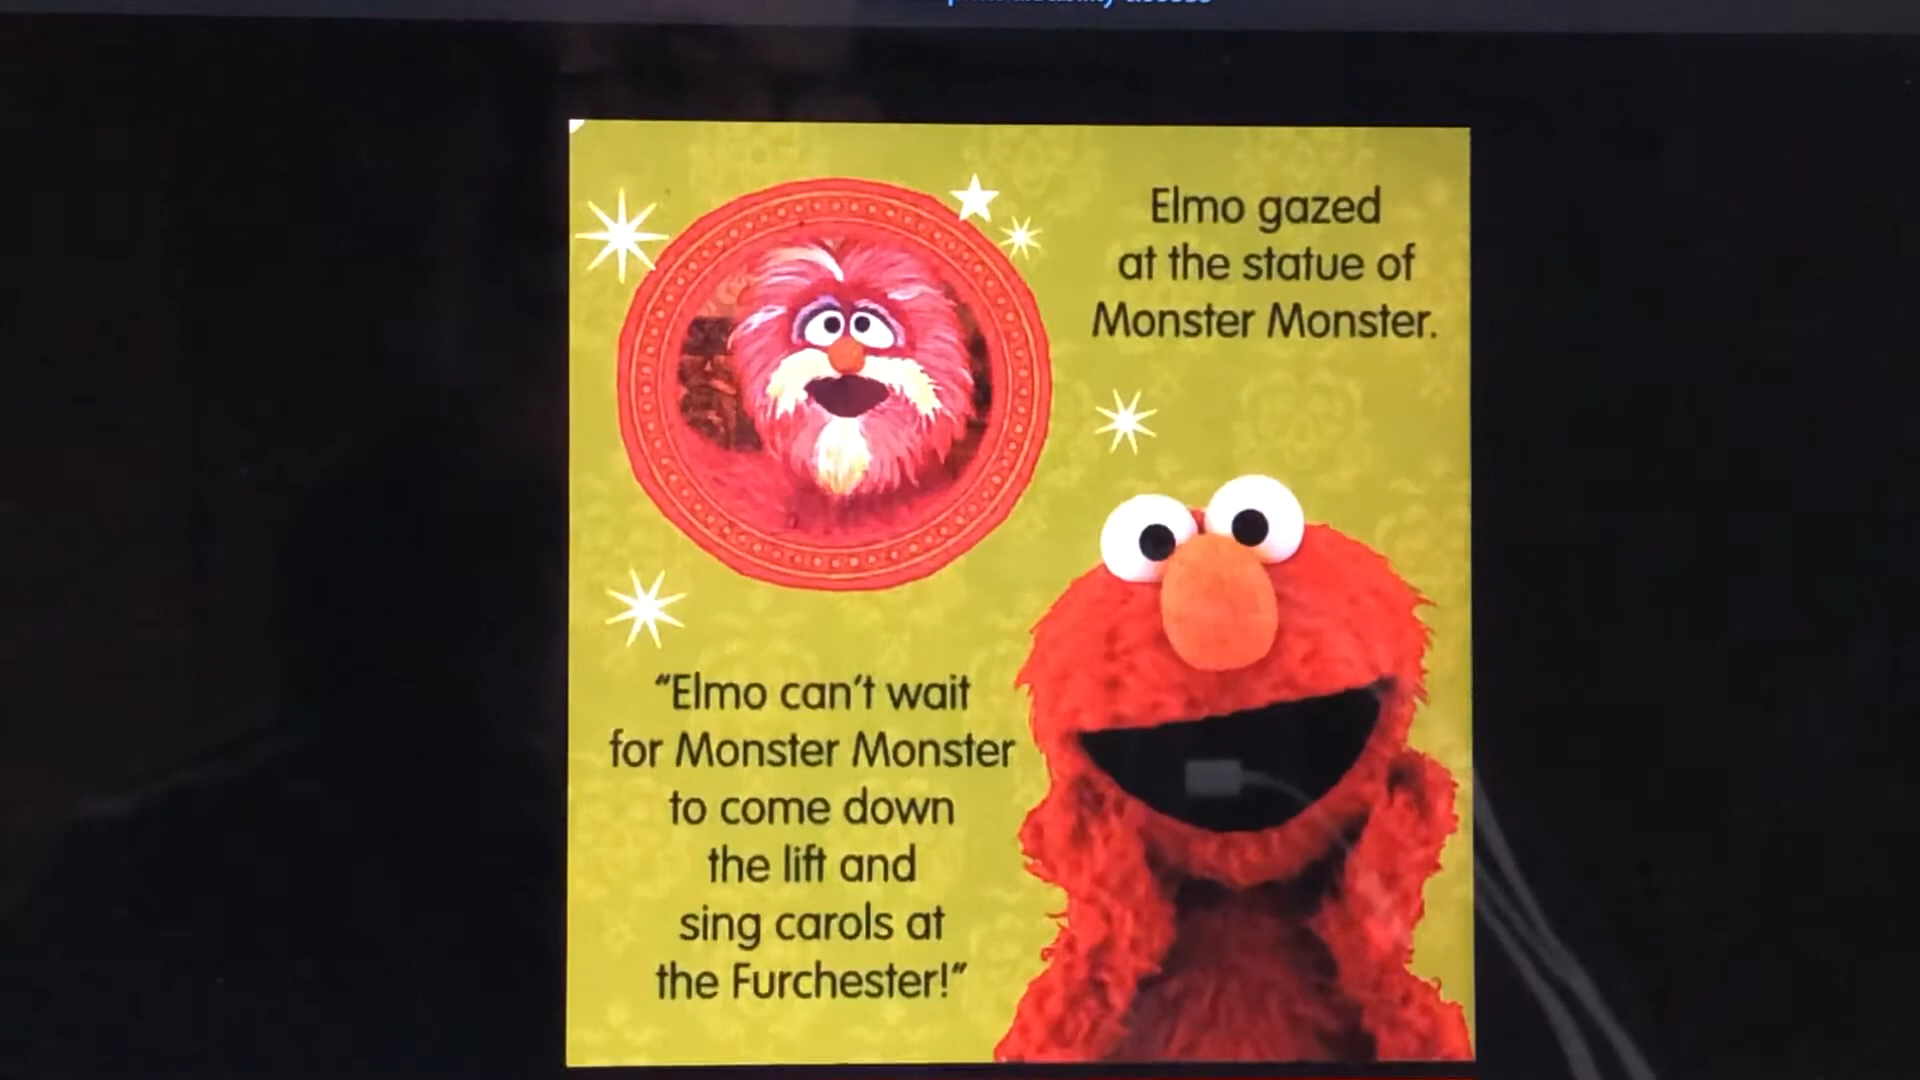 Elmo gazed
at the statue of
Monster Monster.
"Elmo can't wait
for Monster Monster
to come down
the lift and
sing carols at
the Furchester!"